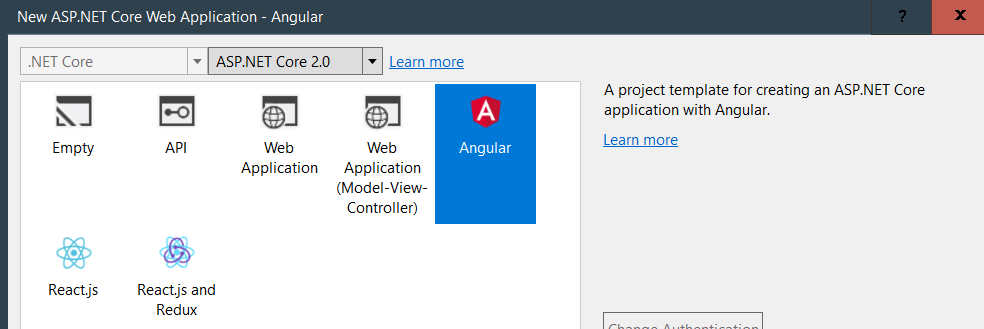 New ASP.NET Core Web Application - Angular
? x
.NET Core ASP.NET Core 2.0 Learn more
A project template for creating an ASP.NET Core
application with Angular.
Learn more
Empty
API
Web
Application
Web
Application
(Model-View-
Controller)
Angular
React.js
React.js and
Redux
Change Authentication